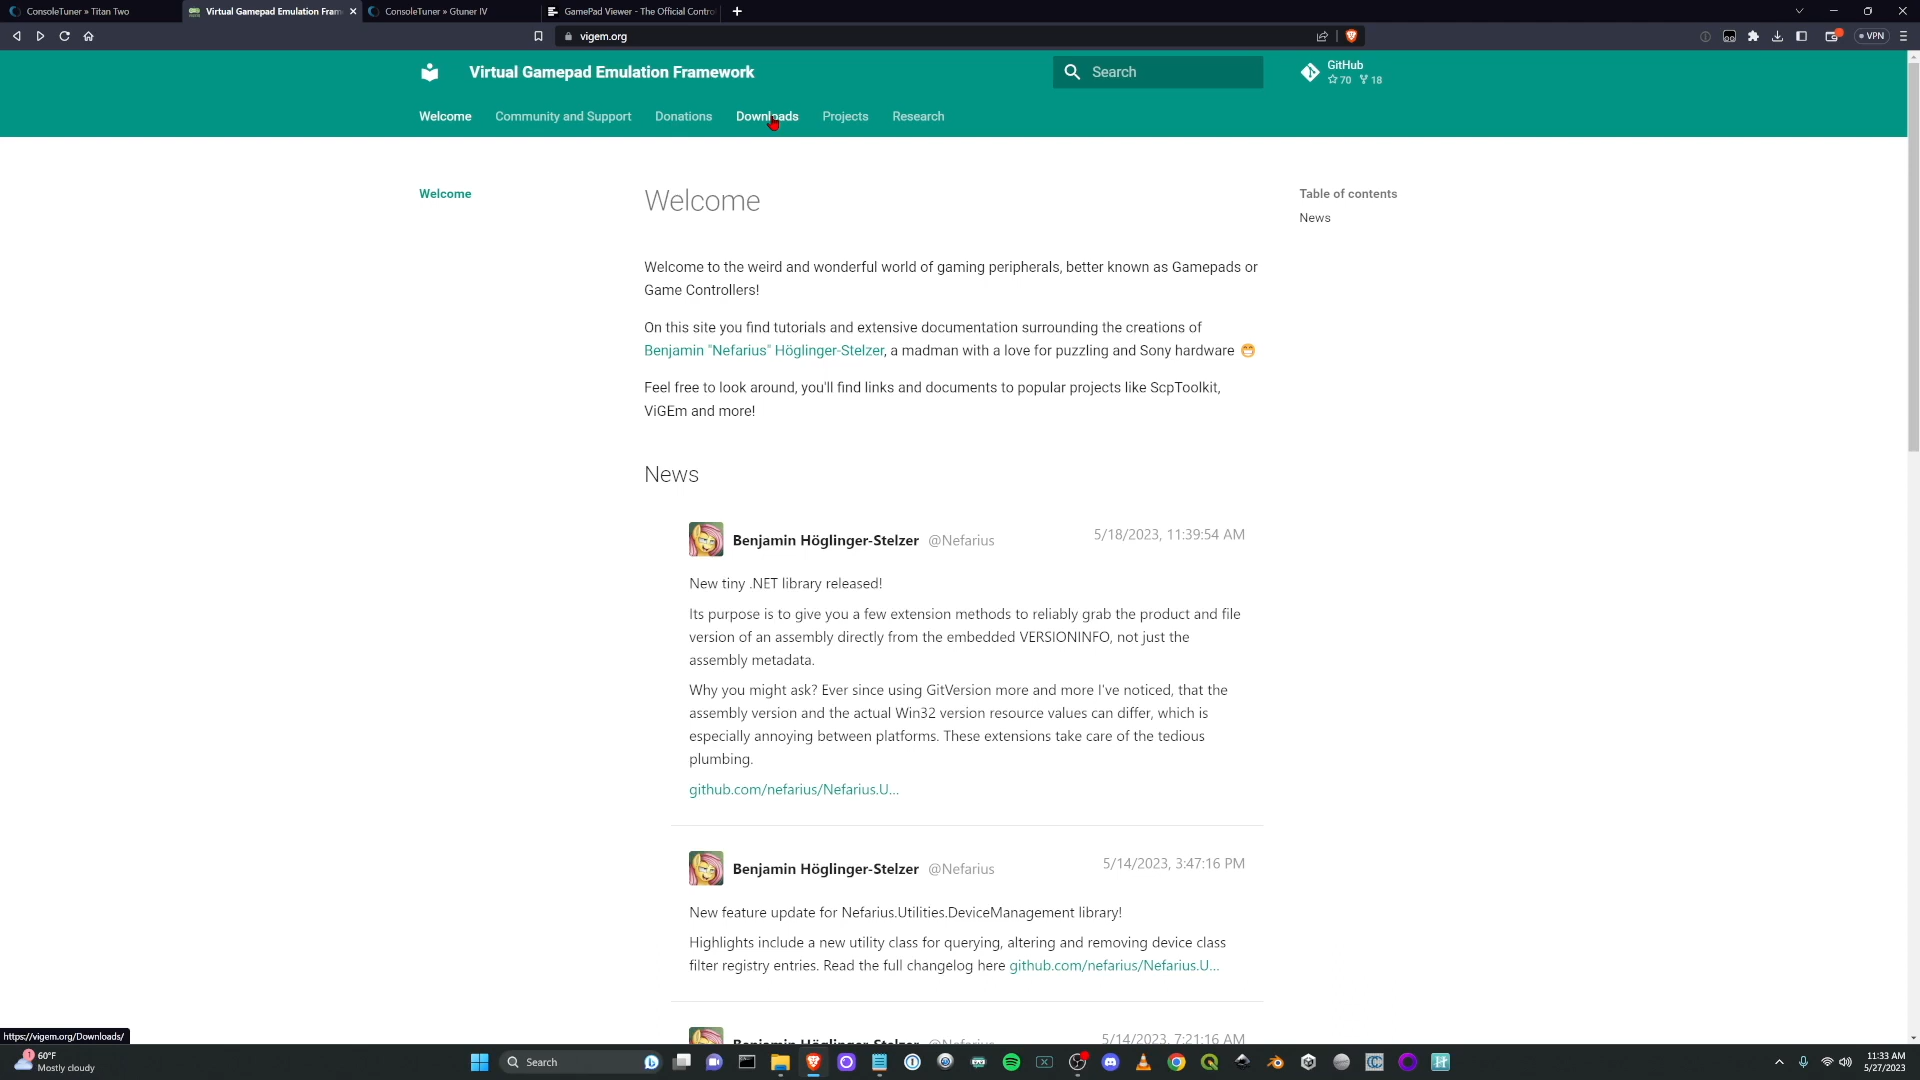 ConsoleTuner » Titan Two
Virtual Gamepad Emulation Fram
ConsoleTuner » Gtuner IV
GamePad Viewer - The Official Contro
vigem.org
VPN
Virtual Gamepad Emulation Framework
Search
GitHub
70 18
Welcome Community and Support Donations Downloads Projects Research
Welcome
Welcome
Table of contents
News
Welcome to the weird and wonderful world of gaming peripherals, better known as Gamepads or
Game Controllers!
On this site you find tutorials and extensive documentation surrounding the creations of
Benjamin "Nefarius" Höglinger-Stelzer, a madman with a love for puzzling and Sony hardware 😁
Feel free to look around, you'll find links and documents to popular projects like ScpToolkit,
ViGEm and more!
News
Benjamin Höglinger-Stelzer @Nefarius 5/18/2023, 11:39:54 AM
New tiny .NET library released!
Its purpose is to give you a few extension methods to reliably grab the product and file
version of an assembly directly from the embedded VERSIONINFO, not just the
assembly metadata.
Why you might ask? Ever since using GitVersion more and more I've noticed, that the
assembly version and the actual Win32 version resource values can differ, which is
especially annoying between platforms. These extensions take care of the tedious
plumbing.
github.com/nefarius/Nefarius.U...
Benjamin Höglinger-Stelzer @Nefarius 5/14/2023, 3:47:16 PM
New feature update for Nefarius.Utilities.DeviceManagement library!
Highlights include a new utility class for querying, altering and removing device class
filter registry entries. Read the full changelog here github.com/nefarius/Nefarius.U...
Benjamin Höglinger-Stelzer @Nefarius 5/14/2023, 7:21:16 AM
https://vigem.org/Downloads/
1
60°F
Mostly cloudy
Search
11:33 AM
5/27/2023